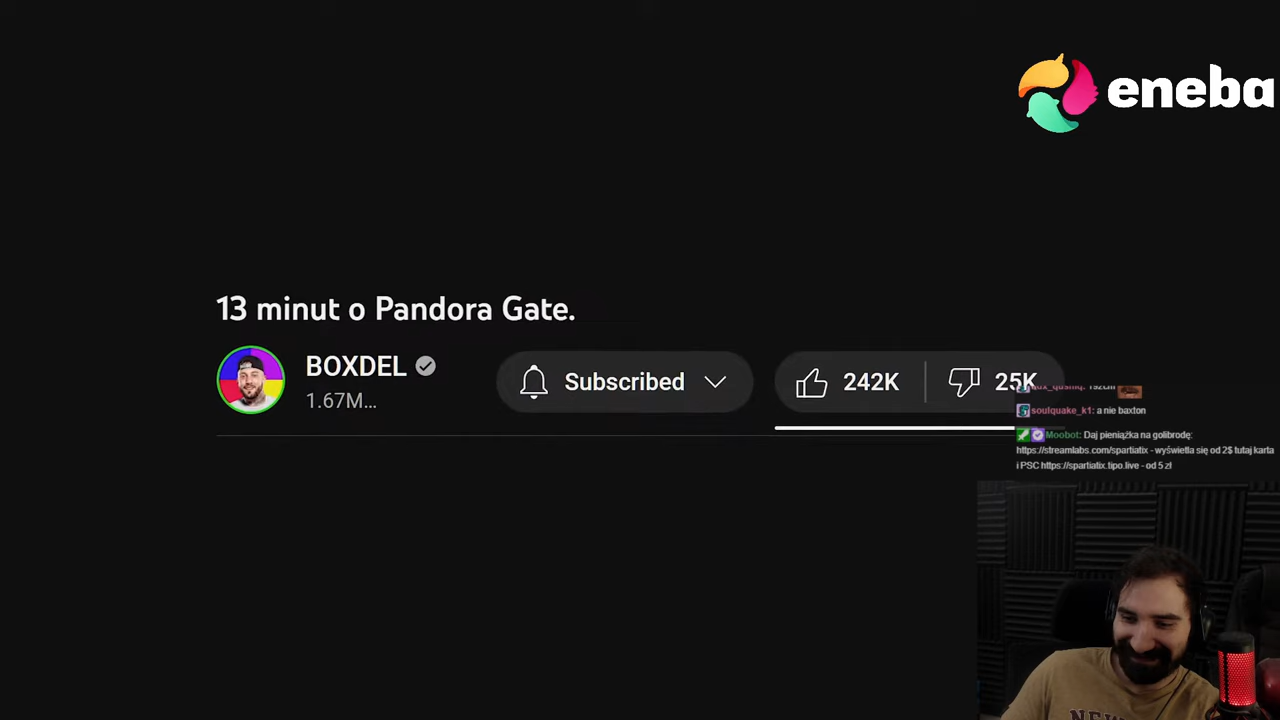 eneba
13 minut o Pandora Gate.
BOXDEL
1.67M...
Subscribed
242K
25K
soulquake_k1: a nie baxton
Moobot: Daj pieniążka na golibrodę:
https://streamlabs.com/spartiatix - wyświetla się od 2$ tutaj karta
i PSC https://spartiatix.tipo.live - od 5 zł